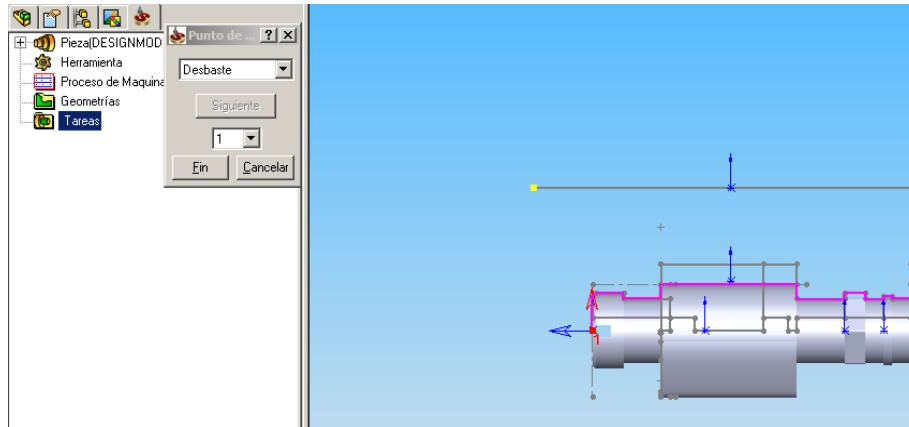 Pieza(DESIGNMOD
Herramienta
Proceso de Maquina
Geometrías
Tareas
Punto de ...
Desbaste
Siguiente
1
Fin
Cancelar
1